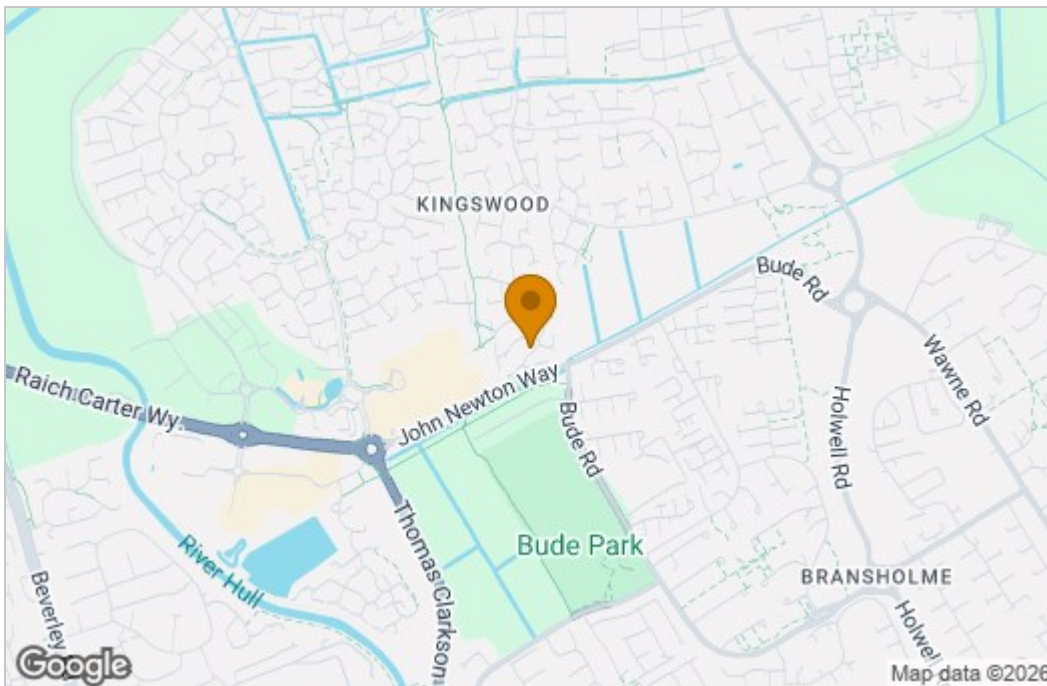 KINGSWOOD
Bude Rd
Raich Carter Wy.
John Newton Way
Wawne Rd
Holwell Rd
Bude Rd
Thomas Clarkson
Bude Park
River Hull
BRANSHOLME
Beverley
Holwell
Google
Map data ©2026